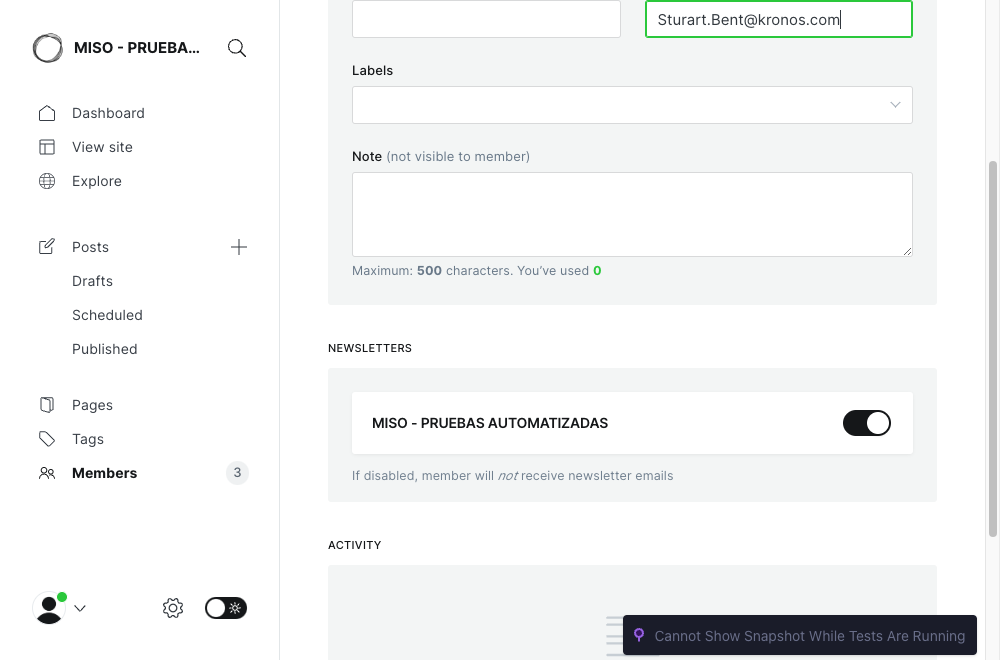 MISO - PRUEBA...
Dashboard
View site
Explore
Posts
Drafts
Scheduled
Published
Pages
Tags
Members 3
Sturart.Bent@kronos.com
Labels
Note (not visible to member)
Maximum: 500 characters. You've used 0
NEWSLETTERS
MISO - PRUEBAS AUTOMATIZADAS
If disabled, member will not receive newsletter emails
ACTIVITY
Cannot Show Snapshot While Tests Are Running